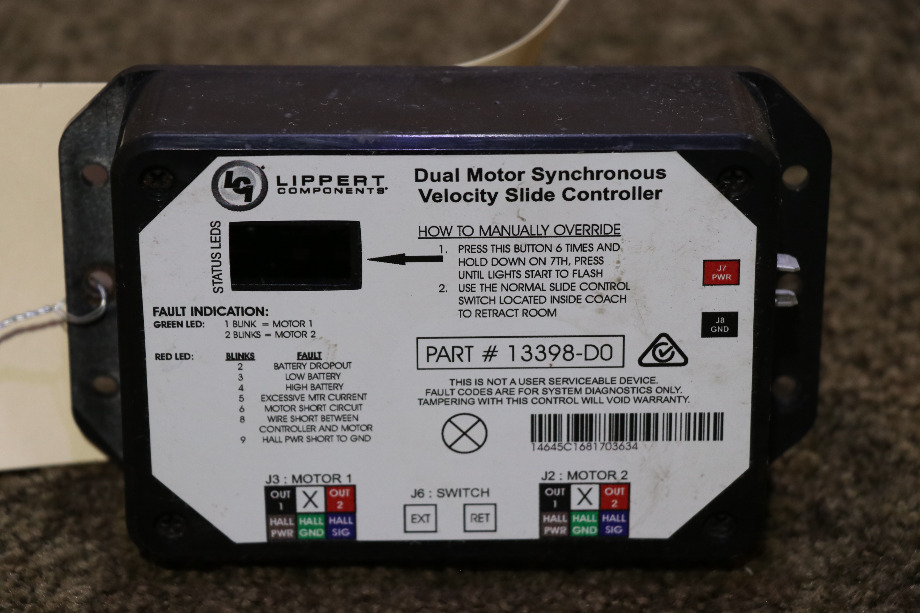 LCI
LIPPERT
COMPONENTS®
Dual Motor Synchronous
Velocity Slide Controller
STATUS LEDS
HOW TO MANUALLY OVERRIDE
1. PRESS THIS BUTTON 6 TIMES AND
HOLD DOWN ON 7TH, PRESS
UNTIL LIGHTS START TO FLASH
2. USE THE NORMAL SLIDE CONTROL
SWITCH LOCATED INSIDE COACH
TO RETRACT ROOM
J7
PWR
J8
GND
FAULT INDICATION:
GREEN LED: 1 BLINK = MOTOR 1
2 BLINKS = MOTOR 2
RED LED: BLINKS FAULT
2 BATTERY DROPOUT
3 LOW BATTERY
4 HIGH BATTERY
5 EXCESSIVE MTR CURRENT
6 MOTOR SHORT CIRCUIT
8 WIRE SHORT BETWEEN
CONTROLLER AND MOTOR
9 HALL PWR SHORT TO GND
PART # 13398-D0
THIS IS NOT A USER SERVICEABLE DEVICE.
FAULT CODES ARE FOR SYSTEM DIAGNOSTICS ONLY.
TAMPERING WITH THIS CONTROL WILL VOID WARRANTY.
14645C1681703634
J3 : MOTOR 1
OUT 1 X OUT 2
HALL PWR HALL GND HALL SIG
J6 : SWITCH
EXT RET
J2 : MOTOR 2
OUT 1 X OUT 2
HALL PWR HALL GND HALL SIG